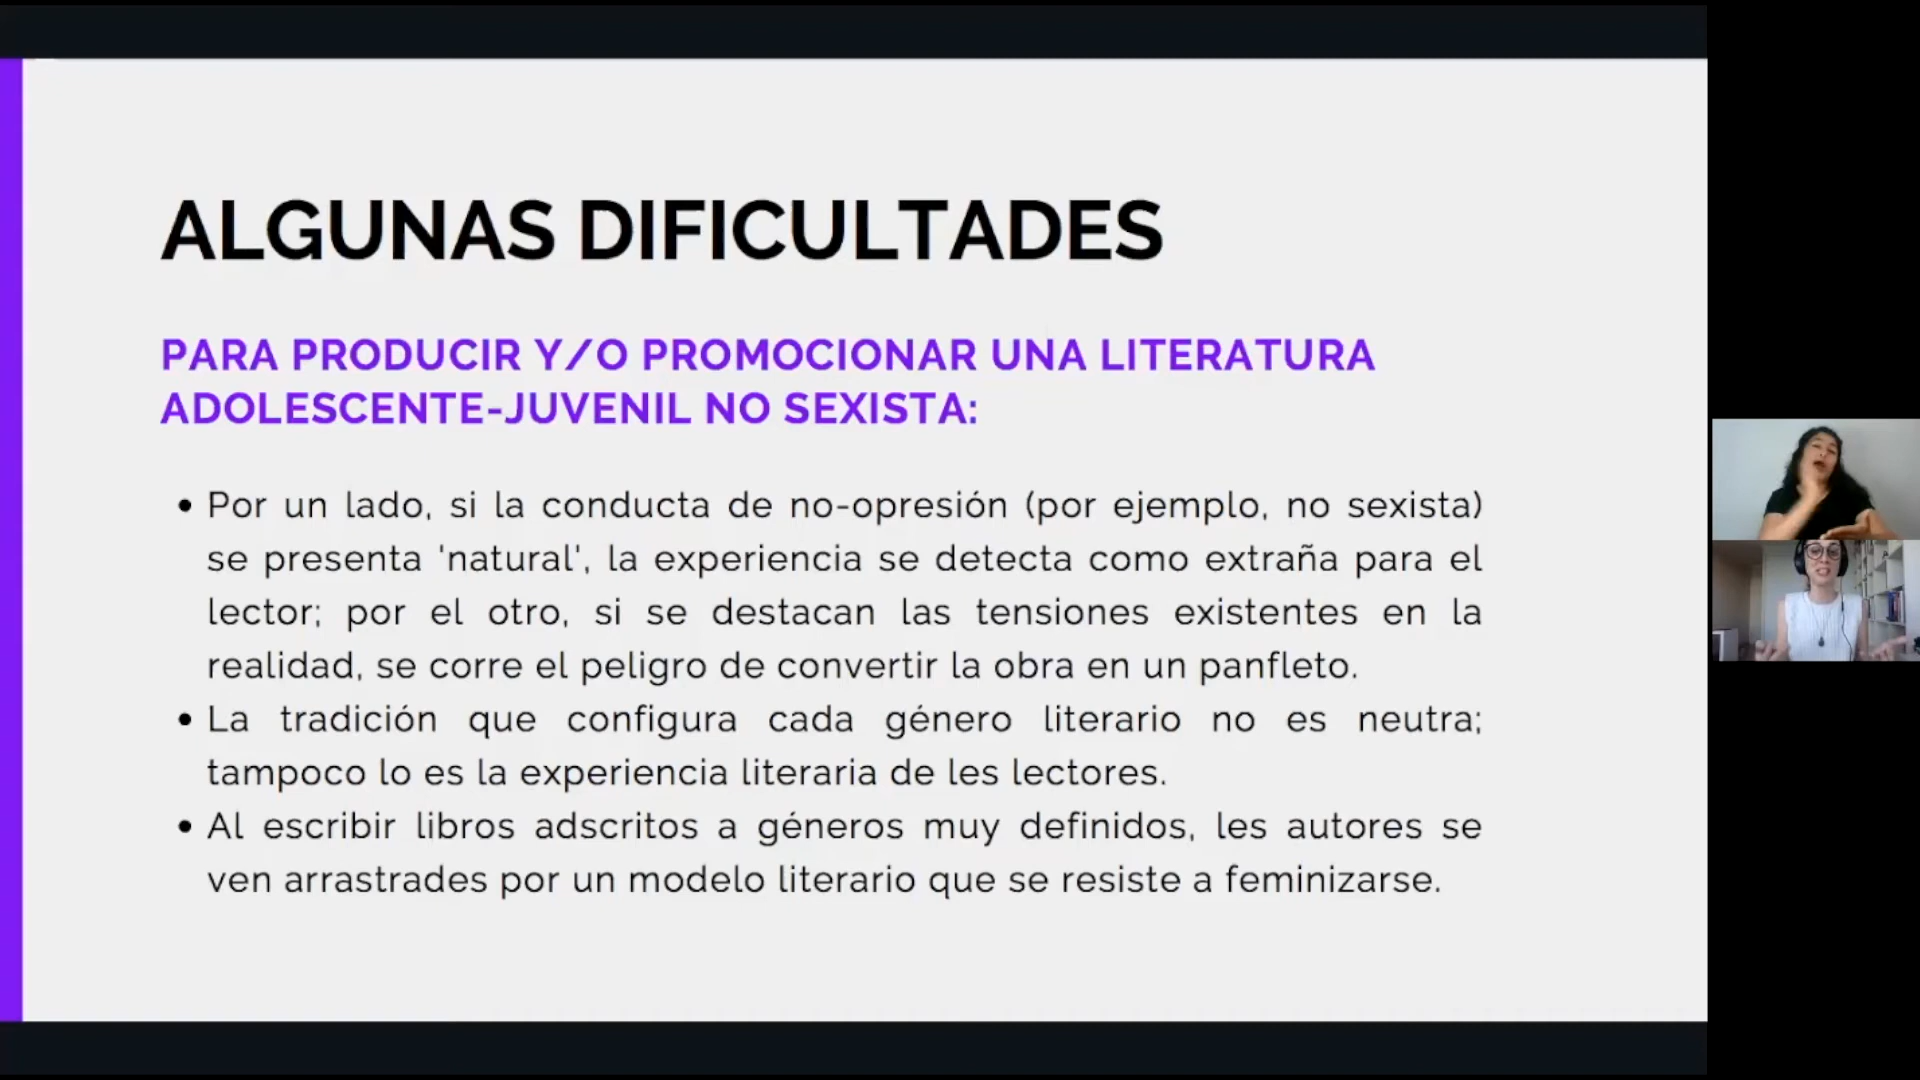 ALGUNAS DIFICULTADES
PARA PRODUCIR Y/O PROMOCIONAR UNA LITERATURA
ADOLESCENTE-JUVENIL NO SEXISTA:
• Por un lado, si la conducta de no-opresión (por ejemplo, no sexista)
se presenta 'natural', la experiencia se detecta como extraña para el
lector; por el otro, si se destacan las tensiones existentes en la
realidad, se corre el peligro de convertir la obra en un panfleto.
• La tradición que configura cada género literario no es neutra;
tampoco lo es la experiencia literaria de les lectores.
• Al escribir libros adscritos a géneros muy definidos, les autores se
ven arrastrades por un modelo literario que se resiste a feminizarse.